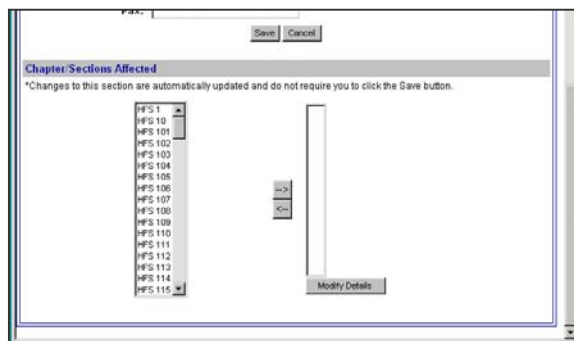 Fax:
Save Cancel
Chapter/Sections Affected
*Changes to this section are automatically updated and do not require you to click the Save button.
HFS 1
HFS 10
HFS 101
HFS 102
HFS 103
HFS 104
HFS 105
HFS 106
HFS 107
HFS 108
HFS 109
HFS 110
HFS 111
HFS 112
HFS 113
HFS 114
HFS 115
-->
<--
Modify Details